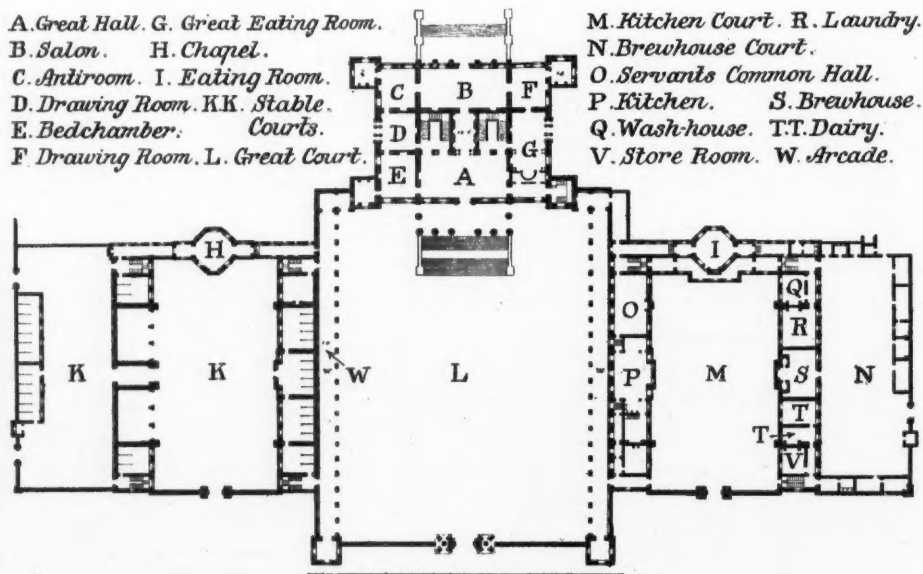 A. Great Hall. G. Great Eating Room.
B. Salon. H. Chapel.
C. Antiroom. I. Eating Room.
D. Drawing Room. KK. Stable
E. Bedchamber. Courts.
F. Drawing Room. L. Great Court.
M. Kitchen Court. R. Laundry.
N. Brewhouse Court.
O. Servants Common Hall.
P. Kitchen. S. Brewhouse.
Q. Wash-house. T.T. Dairy.
V. Store Room. W. Arcade.
C B F
D G
E A
H I
Q
O
R
K K W L P M S N
T
T
V